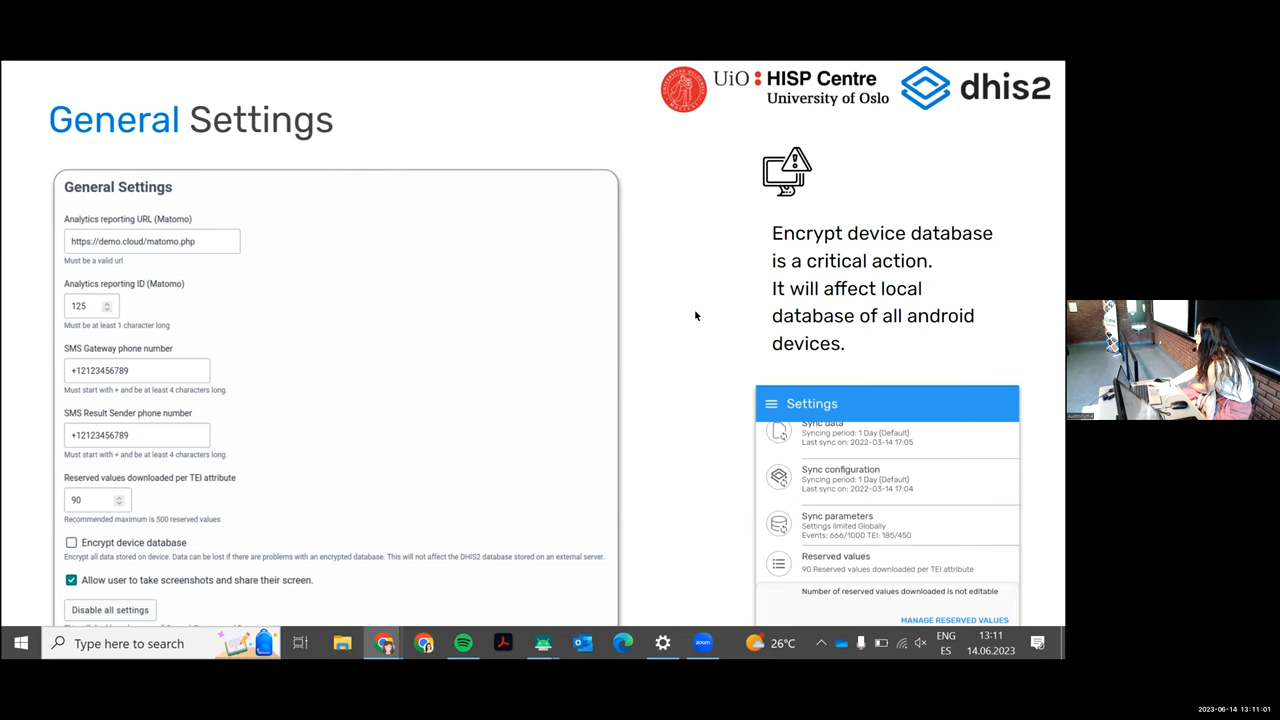 UiO HISP Centre
University of Oslo
dhis2
General Settings
General Settings
Analytics reporting URL (Matomo)
https://demo.cloud/matomo.php
Must be a valid url
Analytics reporting ID (Matomo)
125
Must be at least 1 character long
SMS Gateway phone number
+12123456789
Must start with + and be at least 4 characters long.
SMS Result Sender phone number
+12123456789
Must start with + and be at least 4 characters long.
Reserved values downloaded per TEI attribute
90
Recommended maximum is 500 reserved values
Encrypt device database
Encrypt all data stored on device. Data can be lost if there are problems with an encrypted database. This will not affect the DHIS2 database stored on an external server.
Allow user to take screenshots and share their screen.
Disable all settings
Encrypt device database
is a critical action.
It will affect local
database of all android
devices.
Settings
Sync data
Syncing period: 1 Day (Default)
Last sync on: 2022-03-14 17:05
Sync configuration
Syncing period: 1 Day (Default)
Last sync on: 2022-03-14 17:04
Sync parameters
Settings limited Globally
Events: 666/1000 TEI: 185/450
Reserved values
90 Reserved values downloaded per TEI attribute
Number of reserved values downloaded is not editable
MANAGE RESERVED VALUES
Type here to search
zoom
26°C
ENG
ES
13:11
14.06.2023
2023-06-14 13:11:01